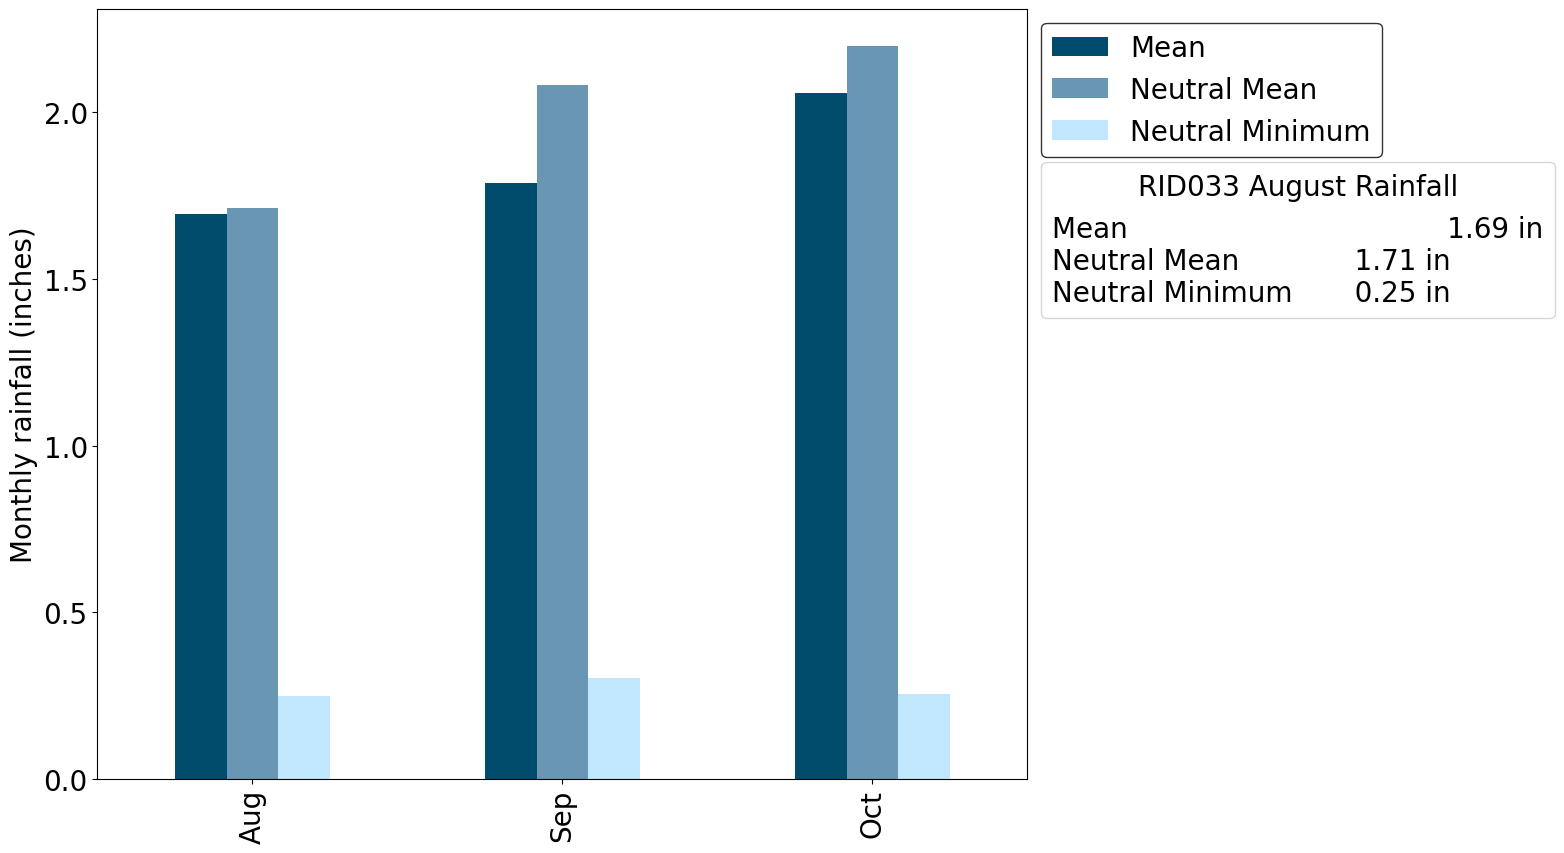 Monthly rainfall (inches)
2.0
1.5
1.0
0.5
0.0
Aug
Sep
Oct
Mean
Neutral Mean
Neutral Minimum
RID033 August Rainfall
Mean 1.69 in
Neutral Mean 1.71 in
Neutral Minimum 0.25 in